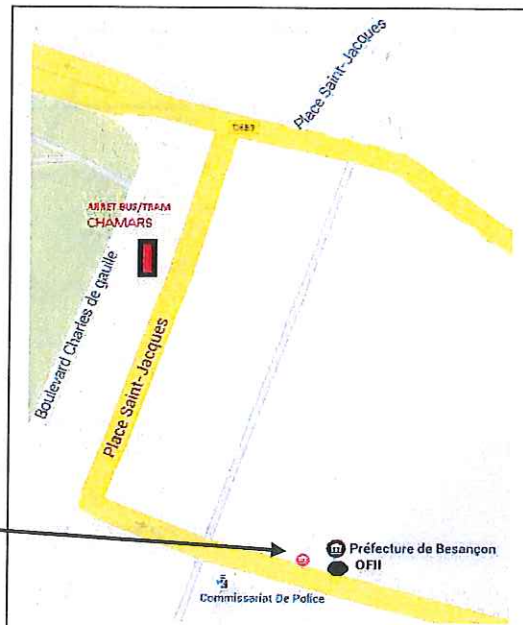 Place Saint-Jacques
D683
ARRET BUS/TRAM
CHAMARS
Boulevard Charles de gaulle
Place Saint-Jacques
Préfecture de Besançon
OFII
Commissariat De Police